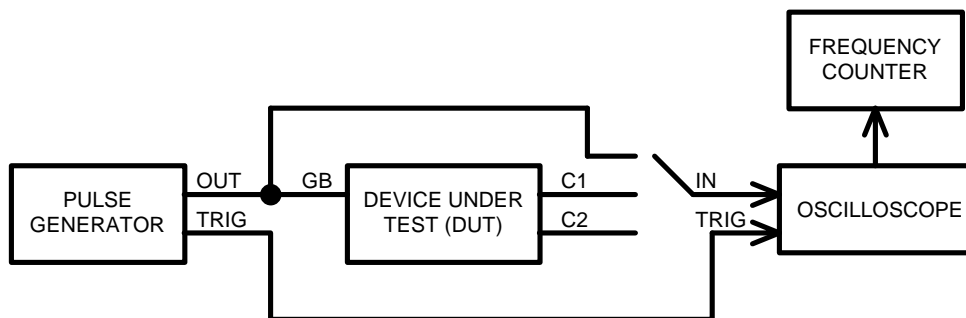 FREQUENCY
COUNTER
PULSE
GENERATOR
OUT
TRIG
GB
DEVICE UNDER
TEST (DUT)
C1
C2
IN
TRIG
OSCILLOSCOPE